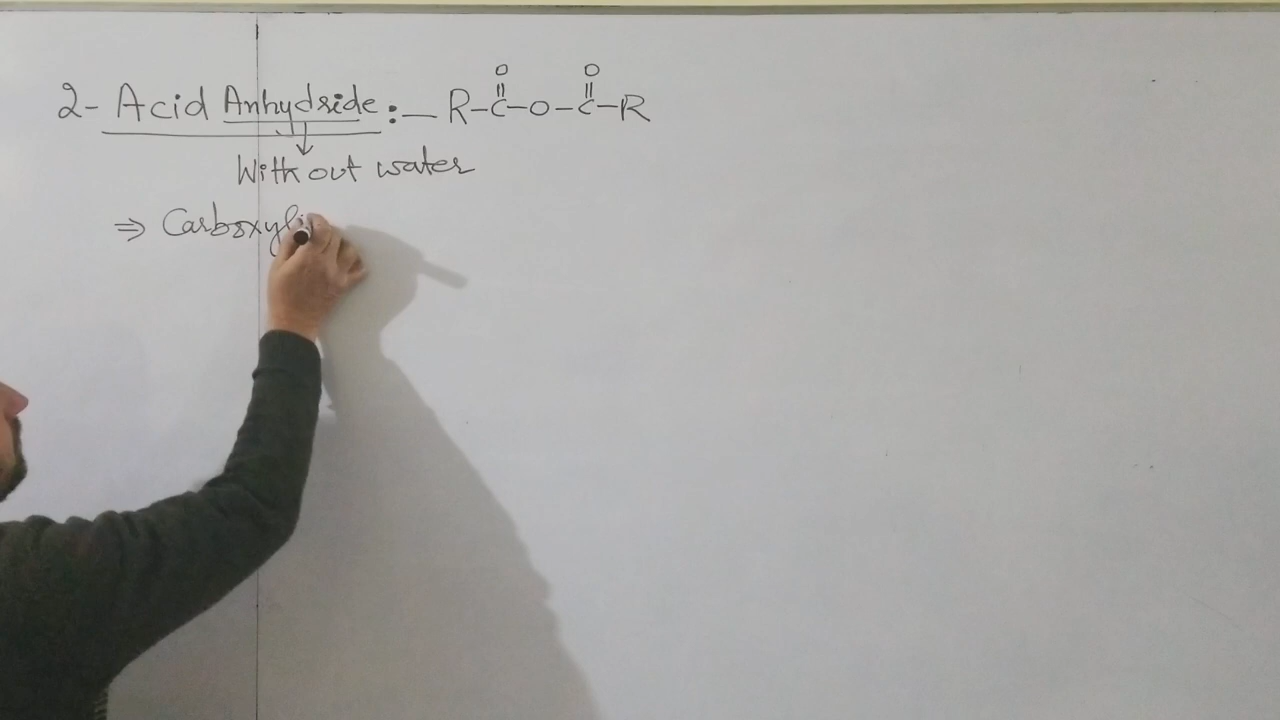 2- Acid Anhydride :— R-C-O-C-R
O O
Without water
⇒ Carboxyli